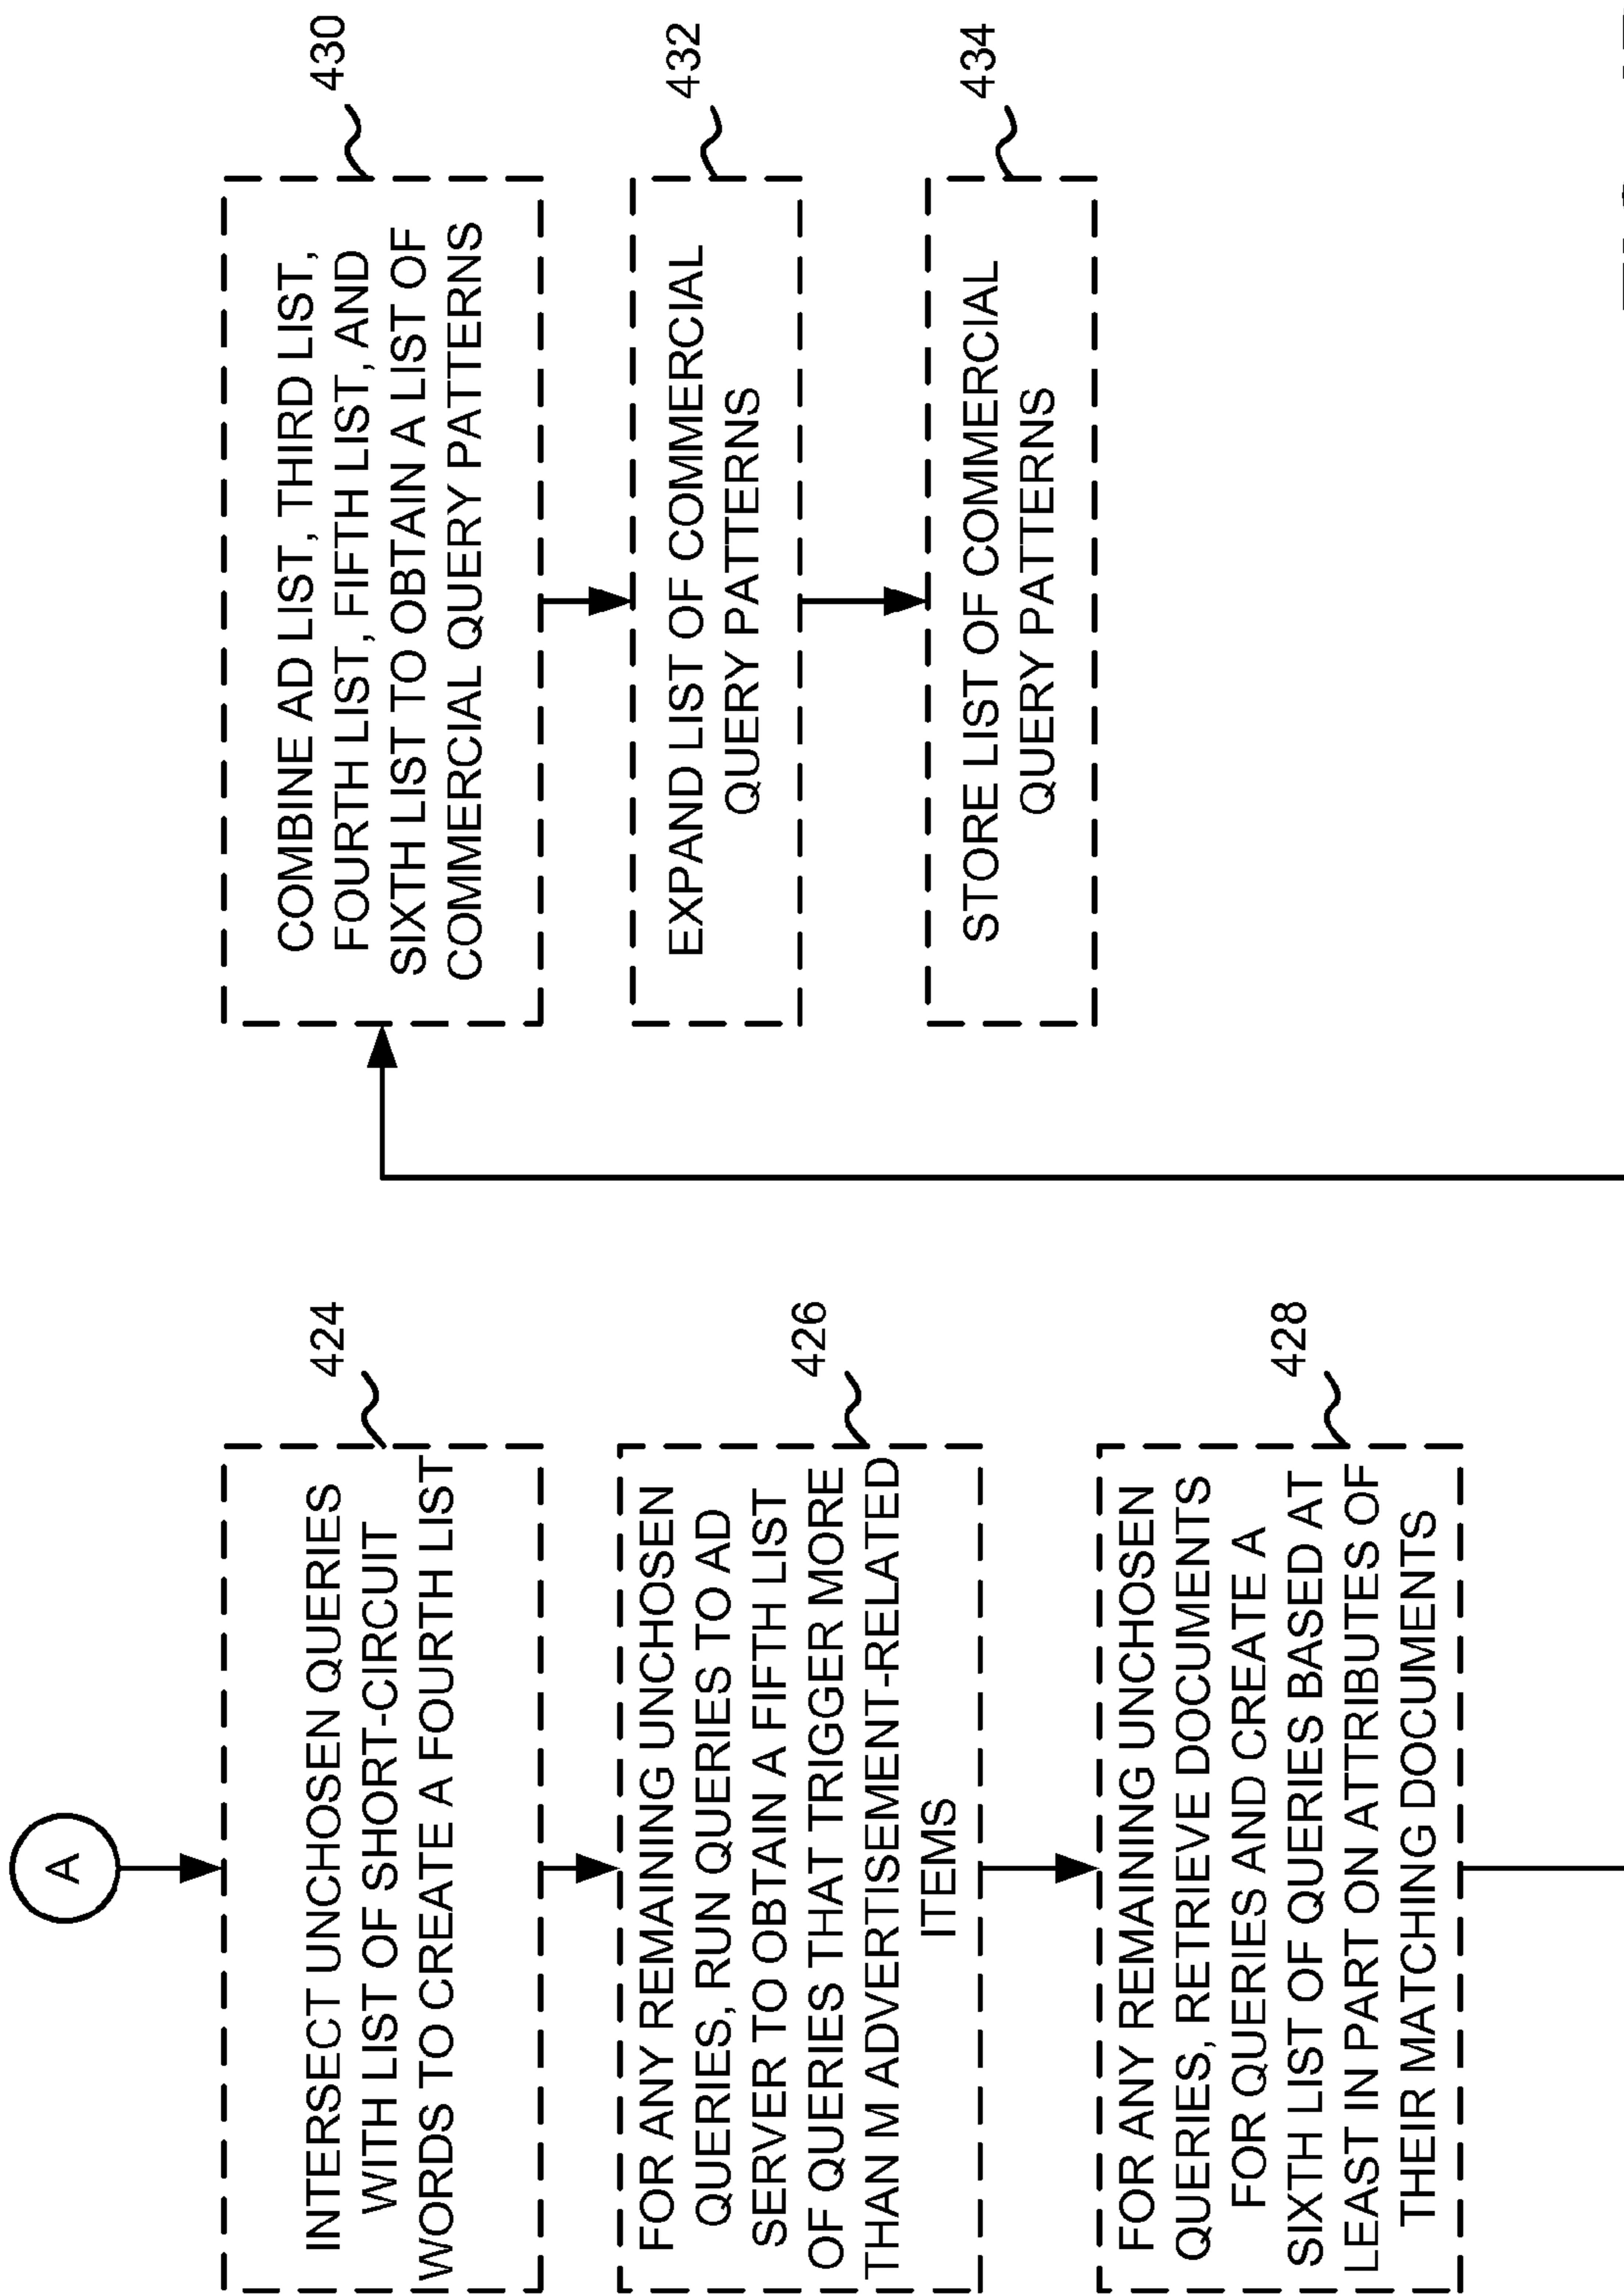 A
424
INTERSECT UNCHOSEN QUERIES
WITH LIST OF SHORT-CIRCUIT
WORDS TO CREATE A FOURTH LIST
426
FOR ANY REMAINING UNCHOSEN
QUERIES, RUN QUERIES TO AD
SERVER TO OBTAIN A FIFTH LIST
OF QUERIES THAT TRIGGER MORE
THAN M ADVERTISEMENT-RELATED
ITEMS
428
FOR ANY REMAINING UNCHOSEN
QUERIES, RETRIEVE DOCUMENTS
FOR QUERIES AND CREATE A
SIXTH LIST OF QUERIES BASED AT
LEAST IN PART ON ATTRIBUTES OF
THEIR MATCHING DOCUMENTS
430
COMBINE AD LIST, THIRD LIST,
FOURTH LIST, FIFTH LIST, AND
SIXTH LIST TO OBTAIN A LIST OF
COMMERCIAL QUERY PATTERNS
432
EXPAND LIST OF COMMERCIAL
QUERY PATTERNS
434
STORE LIST OF COMMERCIAL
QUERY PATTERNS